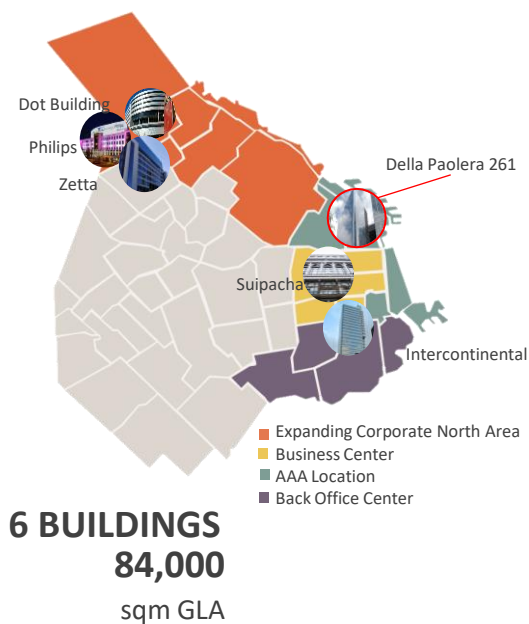 Dot Building
Philips
Zetta
Della Paolera 261
Suipacha
Intercontinental
Expanding Corporate North Area
Business Center
AAA Location
Back Office Center
6 BUILDINGS
84,000
sqm GLA